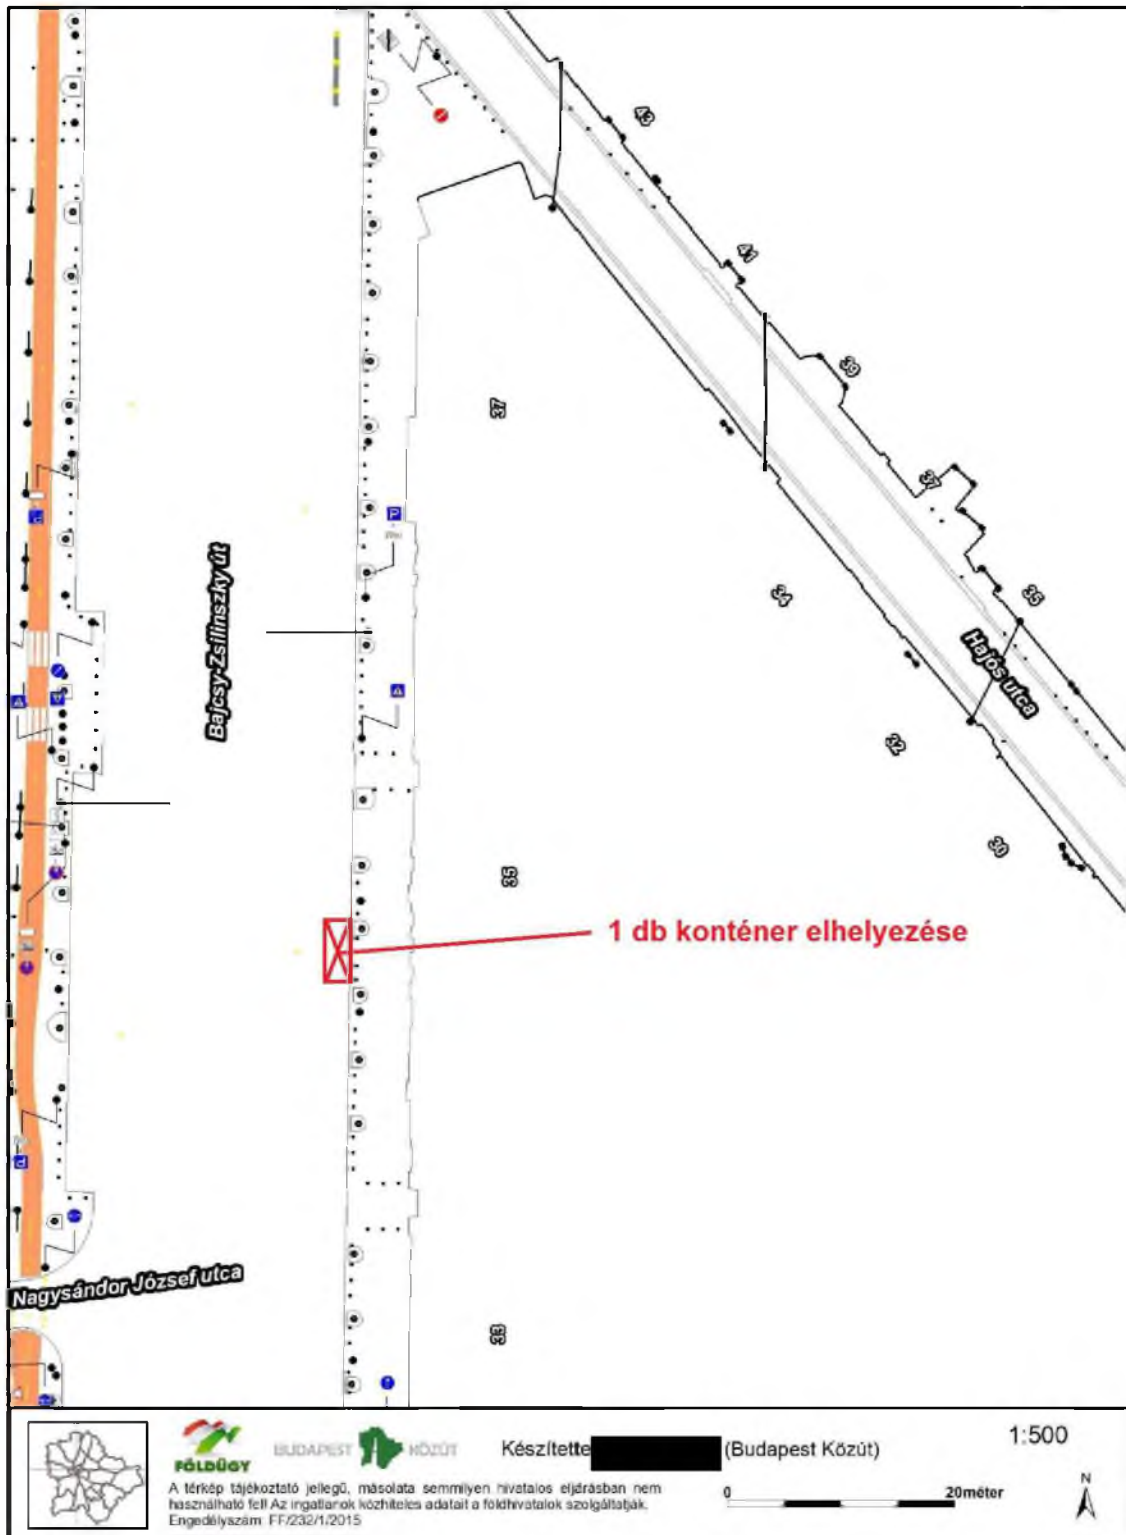 43
41
39
37
37
35
Bajcsy-Zsilinszky út
34
Hajós utca
32
30
35
1 db konténer elhelyezése
Nagysándor József utca
33
FÖLDÜGY
BUDAPEST KÖZÚT
Készítette (Budapest Közút)
1:500
A térkép tájékoztató jellegű, másolata semmilyen hivatalos eljárásban nem
használható fel! Az ingatlanok közhiteles adatait a földhivatalok szolgáltatják.
Engedélyszám: FF/232/1/2015
0 20méter
N